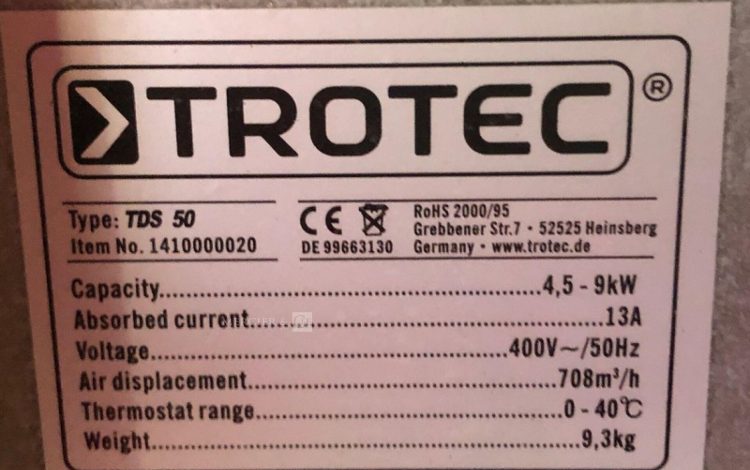 TROTEC®
Type: TDS 50
Item No. 1410000020
CE
DE 99663130
RoHS 2000/95
Grebbener Str.7 · 52525 Heinsberg
Germany · www.trotec.de
Capacity 4,5 - 9kW
Absorbed current 13A
Voltage 400V~/50Hz
Air displacement 708m³/h
Thermostat range 0 - 40°C
Weight 9,3kg